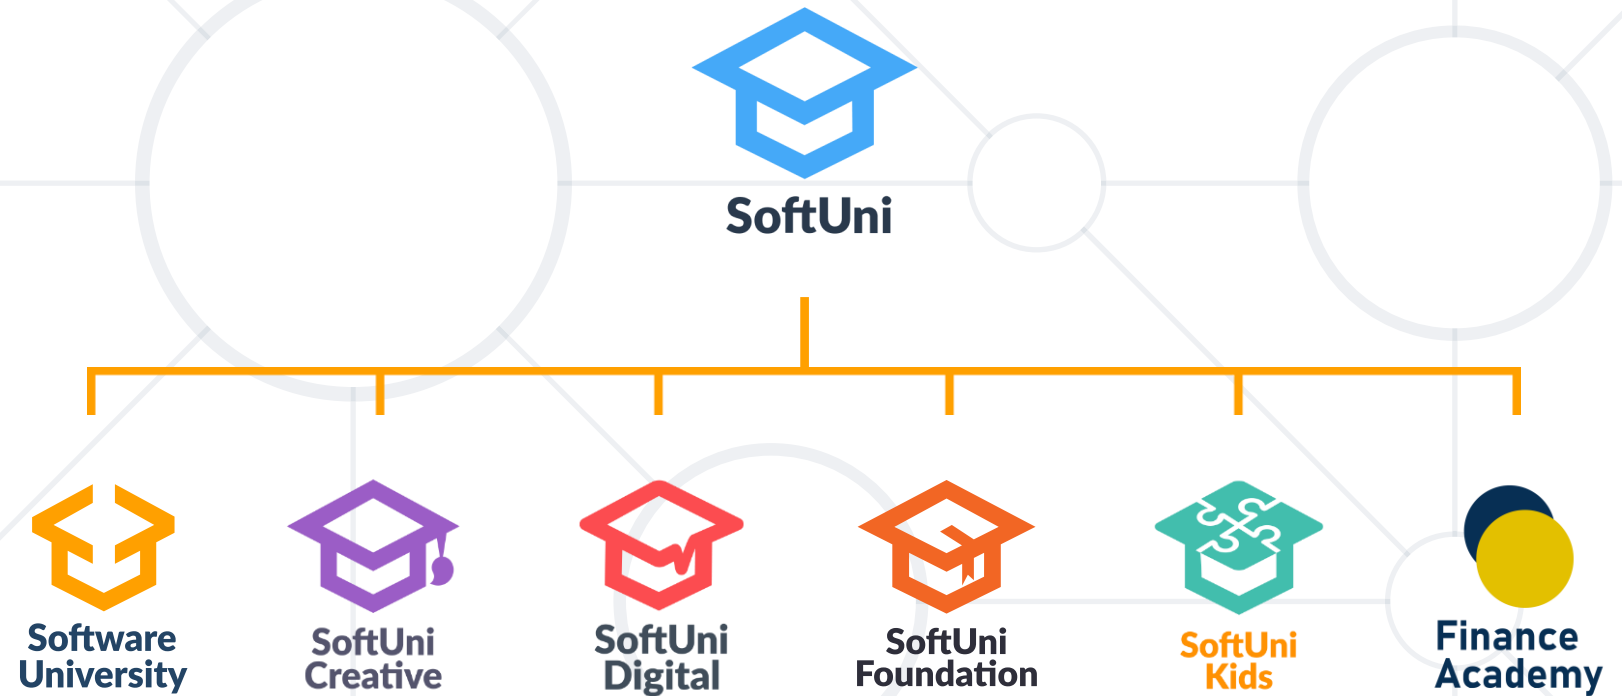 SoftUni
Software
University
SoftUni
Creative
SoftUni
Digital
SoftUni
Foundation
SoftUni
Kids
Finance
Academy